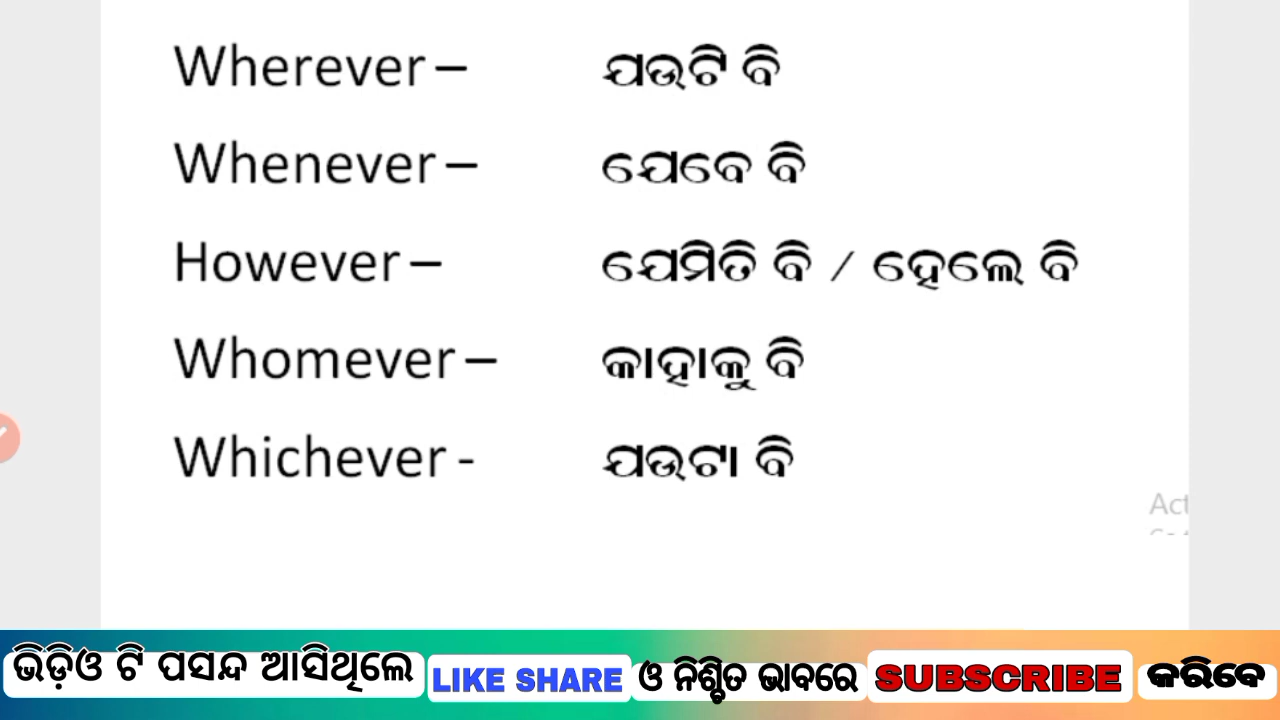 Wherever – ଯଉଟି ବି
Whenever – ଯେବେ ବି
However – ଯେମିତି ବି / ହେଲେ ବି
Whomever – କାହାକୁ ବି
Whichever - ଯଉଟା ବି
Act
ଭିଡ଼ିଓ ଟି ପସନ୍ଦ ଆସିଥିଲେ LIKE SHARE ଓ ନିଶ୍ଚିତ ଭାବରେ SUBSCRIBE କରିବେ